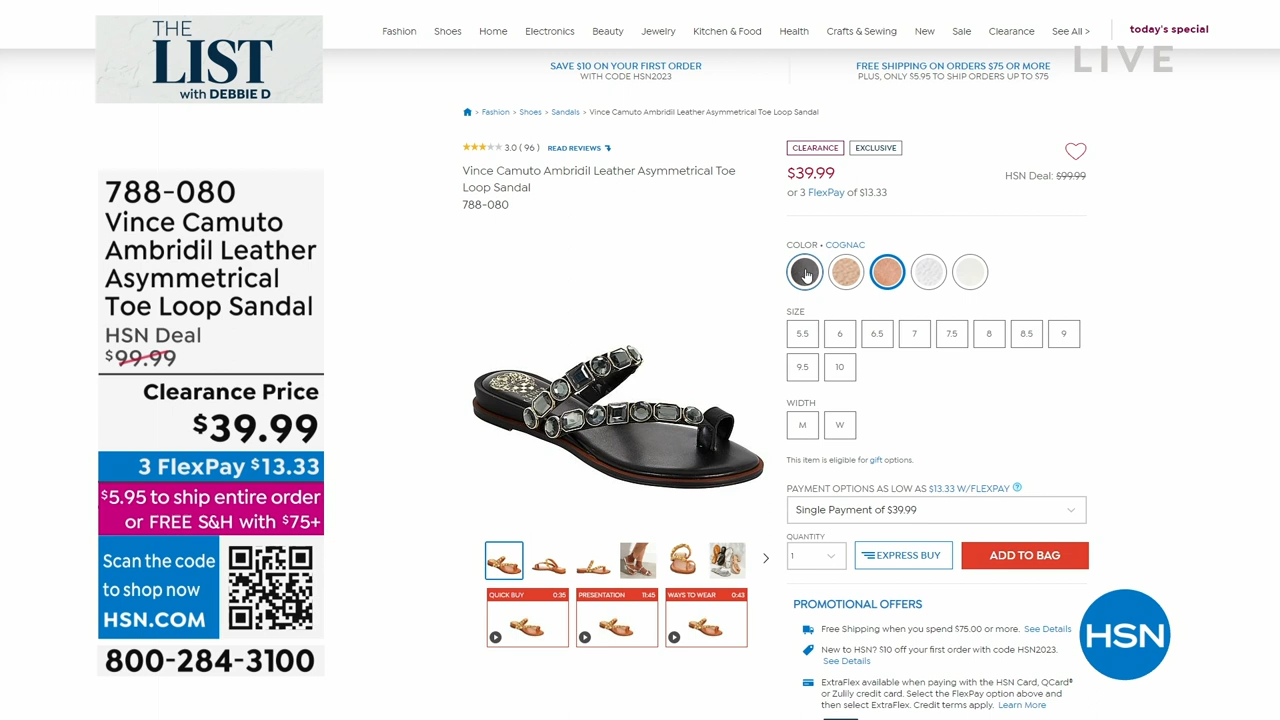 THE
LIST
with DEBBIE D
Fashion Shoes Home Electronics Beauty Jewelry Kitchen & Food Health Crafts & Sewing New Sale Clearance See All > today's special
LIVE
SAVE $10 ON YOUR FIRST ORDER
WITH CODE HSN2023
FREE SHIPPING ON ORDERS $75 OR MORE
PLUS, ONLY $5.95 TO SHIP ORDERS UP TO $75
> Fashion > Shoes > Sandals > Vince Camuto Ambridil Leather Asymmetrical Toe Loop Sandal
3.0 ( 96 ) READ REVIEWS
Vince Camuto Ambridil Leather Asymmetrical Toe
Loop Sandal
788-080
CLEARANCE EXCLUSIVE
$39.99
HSN Deal: $99.99
or 3 FlexPay of $13.33
COLOR • COGNAC
SIZE
5.5 6 6.5 7 7.5 8 8.5 9
9.5 10
WIDTH
M W
This item is eligible for gift options.
PAYMENT OPTIONS AS LOW AS $13.33 W/FLEXPAY ?
Single Payment of $39.99
QUANTITY
1 EXPRESS BUY ADD TO BAG
QUICK BUY 0:35 PRESENTATION 11:45 WAYS TO WEAR 0:43
PROMOTIONAL OFFERS
Free Shipping when you spend $75.00 or more. See Details
New to HSN? $10 off your first order with code HSN2023.
See Details
ExtraFlex available when paying with the HSN Card, QCard®
or Zulily credit card. Select the FlexPay option above and
then select ExtraFlex. Credit terms apply. Learn More
HSN
788-080
Vince Camuto
Ambridil Leather
Asymmetrical
Toe Loop Sandal
HSN Deal
$99.99
Clearance Price
$39.99
3 FlexPay $13.33
$5.95 to ship entire order
or FREE S&H with $75+
Scan the code
to shop now
HSN.COM
800-284-3100